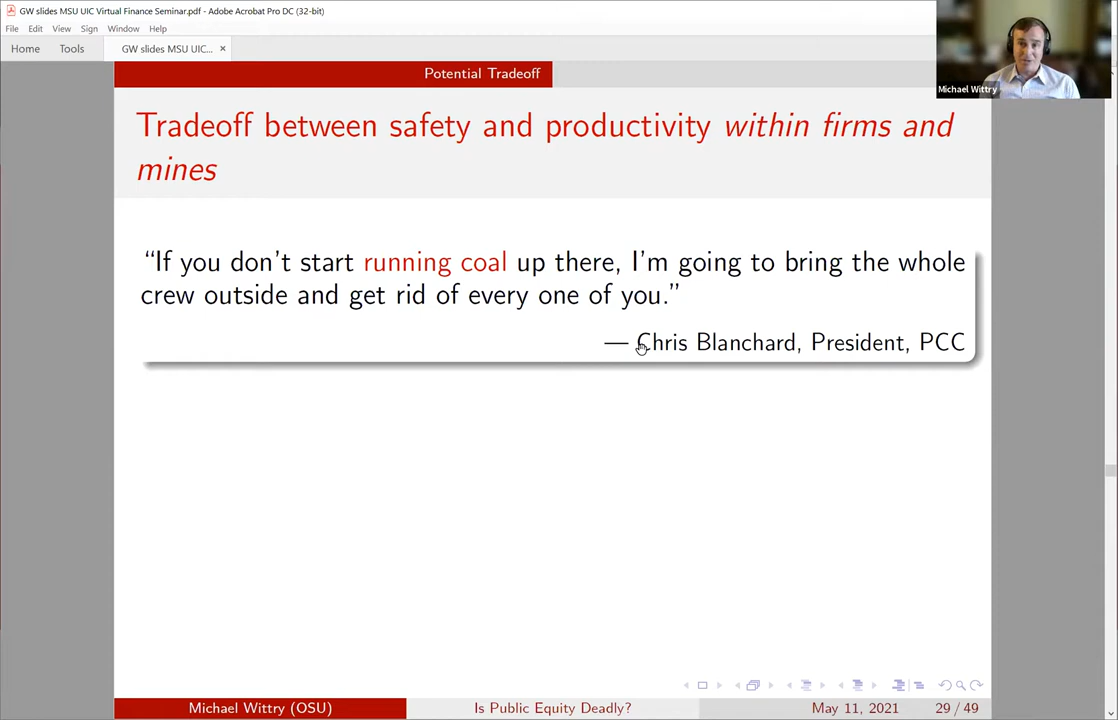 GW slides MSU UIC Virtual Finance Seminar.pdf - Adobe Acrobat Pro DC (32-bit)
File Edit View Sign Window Help
Home Tools GW slides MSU UIC... ×
Michael Wittry
Potential Tradeoff
Tradeoff between safety and productivity within firms and
mines
“If you don’t start running coal up there, I’m going to bring the whole
crew outside and get rid of every one of you.”
— Chris Blanchard, President, PCC
Michael Wittry (OSU) Is Public Equity Deadly? May 11, 2021 29 / 49